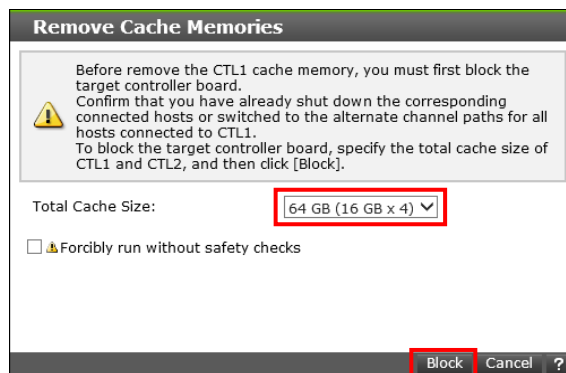 Remove Cache Memories
Before remove the CTL1 cache memory, you must first block the
target controller board.
Confirm that you have already shut down the corresponding
connected hosts or switched to the alternate channel paths for all
hosts connected to CTL1.
To block the target controller board, specify the total cache size of
CTL1 and CTL2, and then click [Block].
Total Cache Size: 64 GB (16 GB x 4)
Forcibly run without safety checks
Block Cancel ?